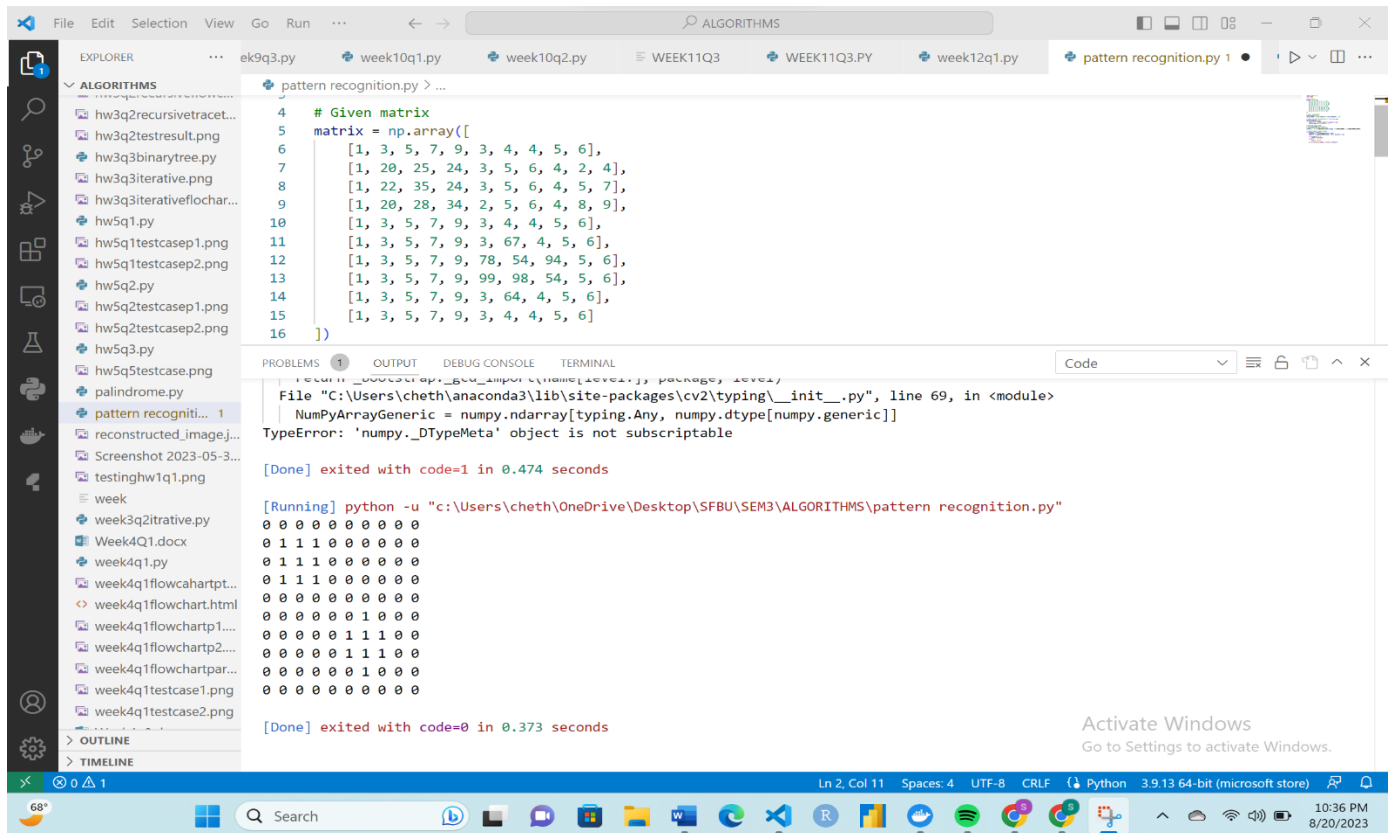 File Edit Selection View Go Run ··· ALGORITHMS
EXPLORER ··· ek9q3.py week10q1.py week10q2.py WEEK11Q3 WEEK11Q3.PY week12q1.py pattern recognition.py 1
ALGORITHMS
pattern recognition.py > ...
hw3q2recursivetracet...
hw3q2testresult.png
hw3q3binarytree.py
hw3q3iterative.png
hw3q3iterativeflochar...
hw5q1.py
hw5q1testcasep1.png
hw5q1testcasep2.png
hw5q2.py
hw5q2testcasep1.png
hw5q2testcasep2.png
hw5q3.py
hw5q5testcase.png
palindrome.py
pattern recogniti... 1
reconstructed_image.j...
Screenshot 2023-05-3...
testinghw1q1.png
week
week3q2itrative.py
Week4Q1.docx
week4q1.py
week4q1flowcahartpt...
week4q1flowchart.html
week4q1flowchartp1....
week4q1flowchartp2....
week4q1flowchartpar...
week4q1testcase1.png
week4q1testcase2.png
OUTLINE
TIMELINE
4 # Given matrix
5 matrix = np.array([
6 [1, 3, 5, 7, 9, 3, 4, 4, 5, 6],
7 [1, 20, 25, 24, 3, 5, 6, 4, 2, 4],
8 [1, 22, 35, 24, 3, 5, 6, 4, 5, 7],
9 [1, 20, 28, 34, 2, 5, 6, 4, 8, 9],
10 [1, 3, 5, 7, 9, 3, 4, 4, 5, 6],
11 [1, 3, 5, 7, 9, 3, 67, 4, 5, 6],
12 [1, 3, 5, 7, 9, 78, 54, 94, 5, 6],
13 [1, 3, 5, 7, 9, 99, 98, 54, 5, 6],
14 [1, 3, 5, 7, 9, 3, 64, 4, 5, 6],
15 [1, 3, 5, 7, 9, 3, 4, 4, 5, 6]
16 ])
PROBLEMS 1 OUTPUT DEBUG CONSOLE TERMINAL Code
return _bootstrap._gcd_import(name[level:], package, level)
File "C:\Users\cheth\anaconda3\lib\site-packages\cv2\typing\__init__.py", line 69, in <module>
NumPyArrayGeneric = numpy.ndarray[typing.Any, numpy.dtype[numpy.generic]]
TypeError: 'numpy._DTypeMeta' object is not subscriptable
[Done] exited with code=1 in 0.474 seconds
[Running] python -u "c:\Users\cheth\OneDrive\Desktop\SFBU\SEM3\ALGORITHMS\pattern recognition.py"
0 0 0 0 0 0 0 0 0 0
0 1 1 1 0 0 0 0 0 0
0 1 1 1 0 0 0 0 0 0
0 1 1 1 0 0 0 0 0 0
0 0 0 0 0 0 0 0 0 0
0 0 0 0 0 0 1 0 0 0
0 0 0 0 0 1 1 1 0 0
0 0 0 0 0 1 1 1 0 0
0 0 0 0 0 0 1 0 0 0
0 0 0 0 0 0 0 0 0 0
[Done] exited with code=0 in 0.373 seconds
Activate Windows
Go to Settings to activate Windows.
0 1 Ln 2, Col 11 Spaces: 4 UTF-8 CRLF Python 3.9.13 64-bit (microsoft store)
68° Search 10:36 PM
8/20/2023